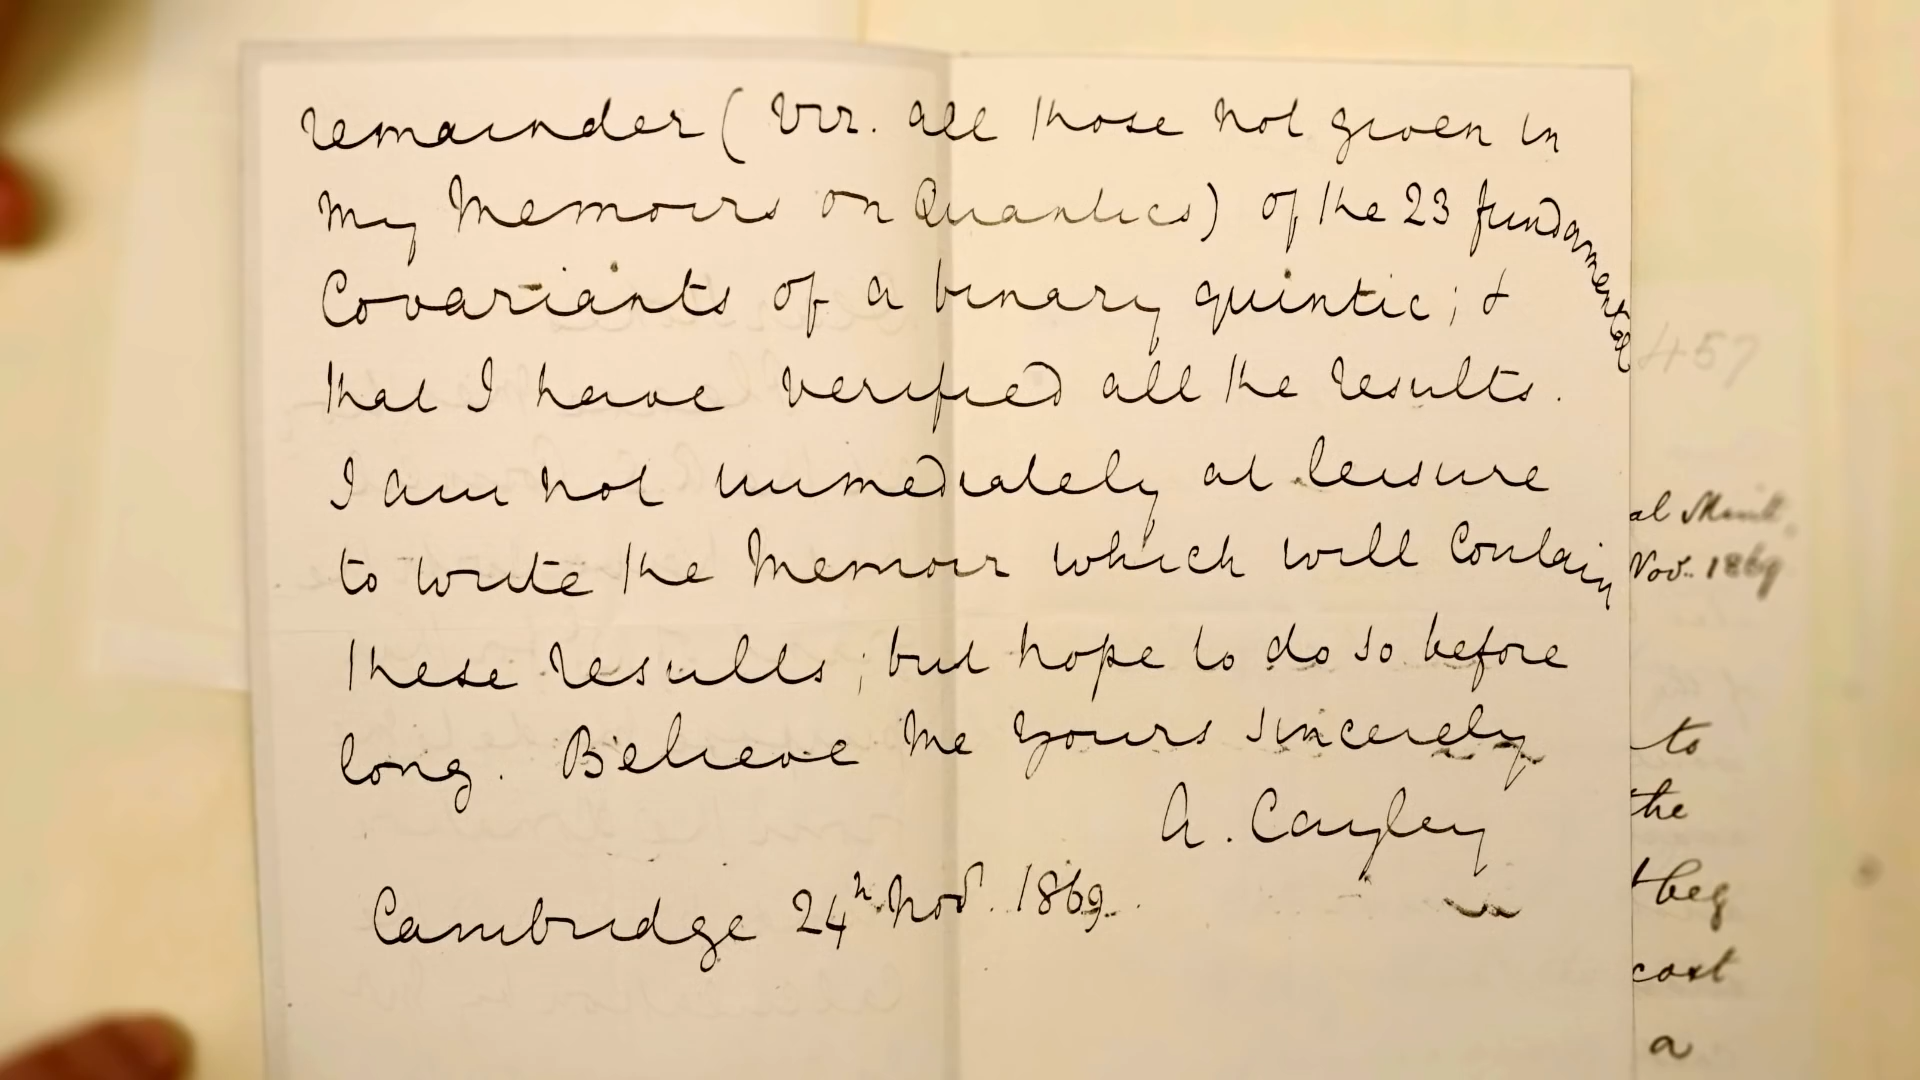 remainder (viz. all those not given in
my Memoirs on Quantics) of the 23 fundamental
Covariants of a binary quintic; &
that I have verified all the results.
I am not immediately at leisure
to write the Memoir which will contain
these results; but hope to do so before
long. Believe me yours sincerely
A. Cayley
Cambridge 24th Nov. 1869.
457
al
Nov. 1869
to
the
beg
cost
a